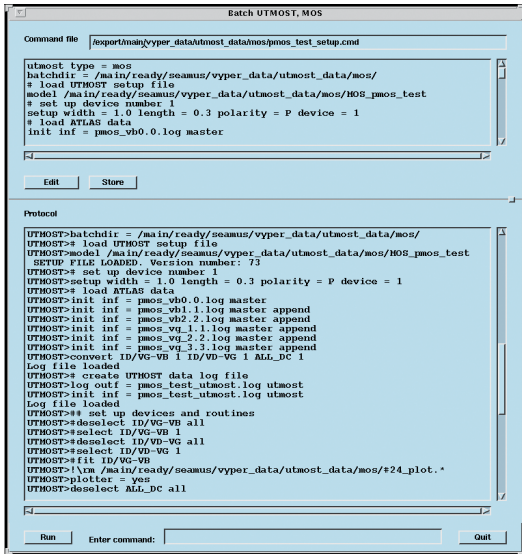 Batch UTMOST, MOS
Command file /export/main/vyper_data/utmost_data/mos/pmos_test_setup.cmd
utmost type = mos
batchdir = /main/ready/seamus/vyper_data/utmost_data/mos/
# load UTMOST setup file
model /main/ready/seamus/vyper_data/utmost_data/mos/MOS_pmos_test
# set up device number 1
setup width = 1.0 length = 0.3 polarity = P device = 1
# load ATLAS data
init inf = pmos_vb0.0.log master
Edit Store
Protocol
UTMOST>batchdir = /main/ready/seamus/vyper_data/utmost_data/mos/
UTMOST># load UTMOST setup file
UTMOST>model /main/ready/seamus/vyper_data/utmost_data/mos/MOS_pmos_test
SETUP FILE LOADED. Version number: 73
UTMOST># set up device number 1
UTMOST>setup width = 1.0 length = 0.3 polarity = P device = 1
UTMOST># load ATLAS data
UTMOST>init inf = pmos_vb0.0.log master
UTMOST>init inf = pmos_vb1.1.log master append
UTMOST>init inf = pmos_vb2.2.log master append
UTMOST>init inf = pmos_vg_1.1.log master append
UTMOST>init inf = pmos_vg_2.2.log master append
UTMOST>init inf = pmos_vg_3.3.log master append
UTMOST>convert ID/VG-VB 1 ID/VD-VG 1 ALL_DC 1
Log file loaded
UTMOST># create UTMOST data log file
UTMOST>log outf = pmos_test_utmost.log utmost
UTMOST>init inf = pmos_test_utmost.log utmost
Log file loaded
UTMOST>## set up devices and routines
UTMOST>#deselect ID/VG-VB all
UTMOST>#select ID/VG-VB 1
UTMOST>#deselect ID/VD-VG all
UTMOST>#select ID/VD-VG 1
UTMOST>#fit ID/VG-VB
UTMOST>!\rm /main/ready/seamus/vyper_data/utmost_data/mos/#24_plot.*
UTMOST>plotter = yes
UTMOST>deselect ALL_DC all
Run Enter command: Quit